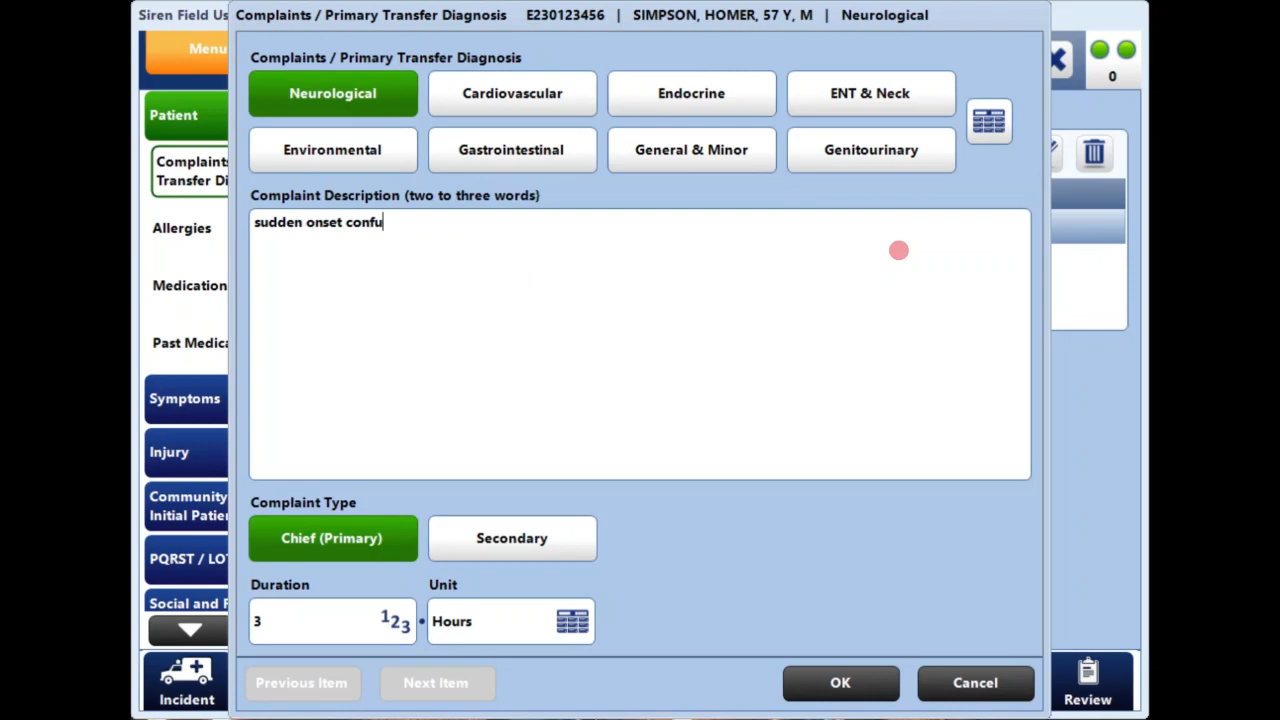 Siren Field Us
Complaints / Primary Transfer Diagnosis E230123456 | SIMPSON, HOMER, 57 Y, M | Neurological
Menu
0
Patient
Complaints
Transfer Di
Allergies
Medication
Past Medica
Symptoms
Injury
Community
Initial Patie
PQRST / LO
Social and
Incident
Complaints / Primary Transfer Diagnosis
Neurological
Cardiovascular
Endocrine
ENT & Neck
Environmental
Gastrointestinal
General & Minor
Genitourinary
Complaint Description (two to three words)
sudden onset confu
Complaint Type
Chief (Primary)
Secondary
Duration
Unit
3
123
Hours
Previous Item
Next Item
OK
Cancel
Review